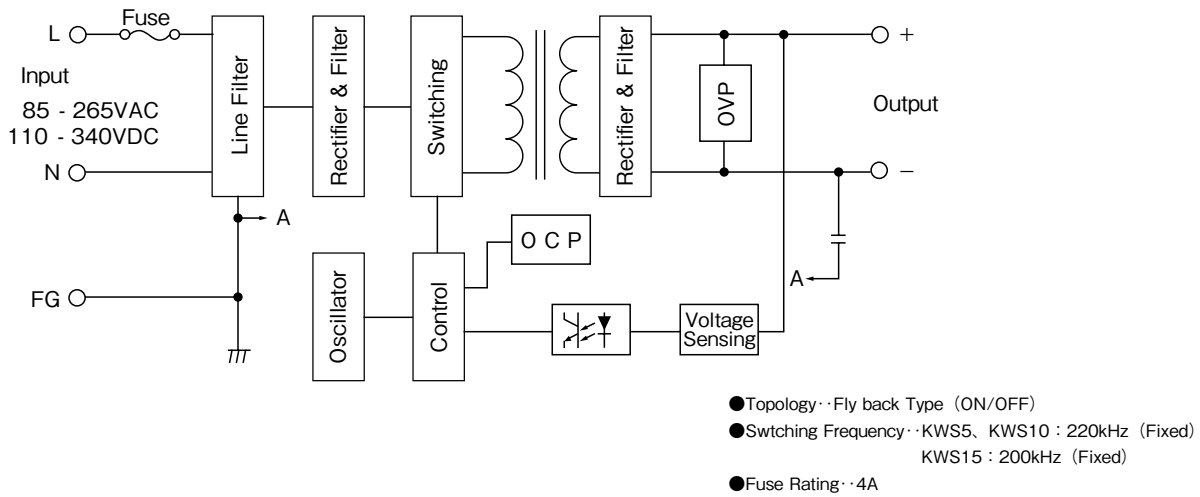 L
Fuse
Input
85 - 265VAC
110 - 340VDC
N
FG
Line Filter
A
Rectifier & Filter
Switching
Rectifier & Filter
OVP
+
Output
−
A
O C P
Oscillator
Control
Voltage
Sensing
●Topology‥Fly back Type (ON/OFF)
●Swtching Frequency‥KWS5、KWS10：220kHz (Fixed)
KWS15：200kHz (Fixed)
●Fuse Rating‥4A